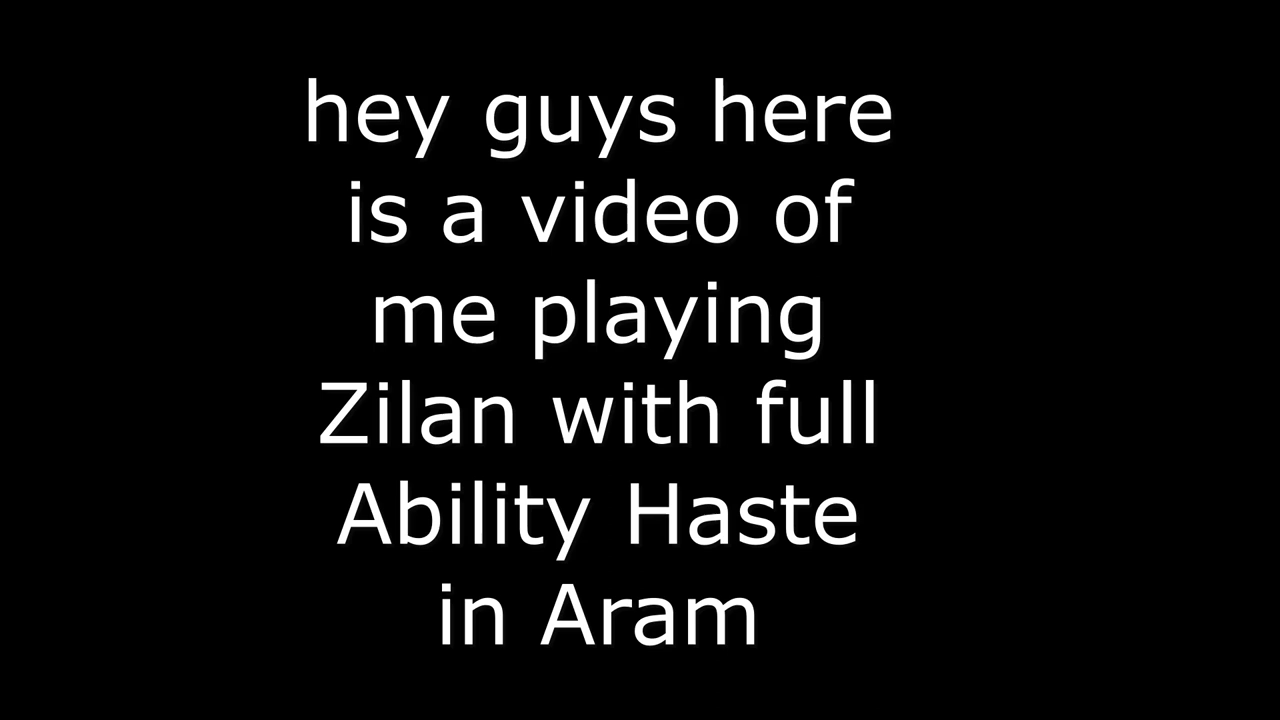 hey guys here
is a video of
me playing
Zilan with full
Ability Haste
in Aram